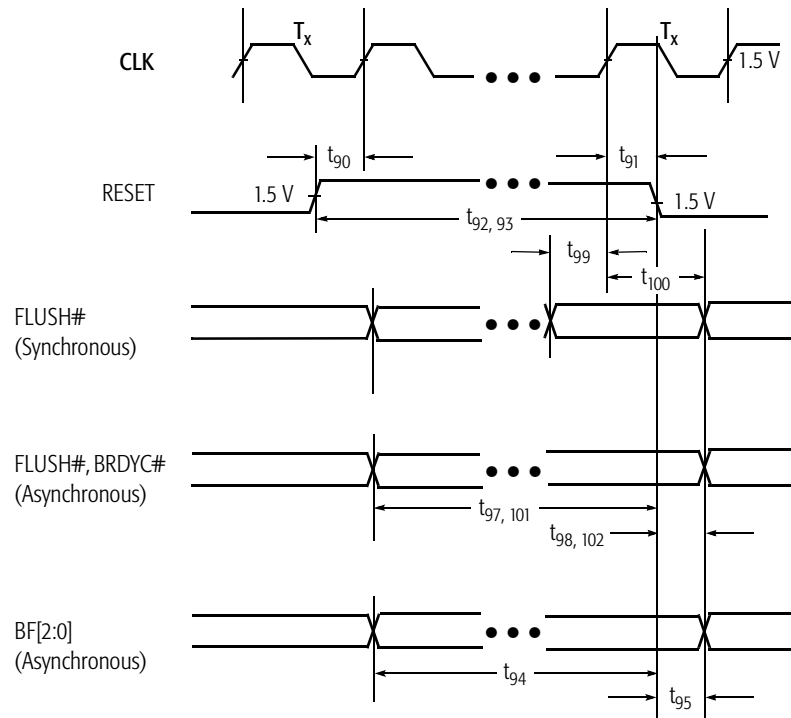 CLK
Tx
Tx
1.5 V
t90
t91
RESET
1.5 V
1.5 V
t92, 93
t99
t100
FLUSH#
(Synchronous)
FLUSH#, BRDYC#
(Asynchronous)
t97, 101
t98, 102
BF[2:0]
(Asynchronous)
t94
t95